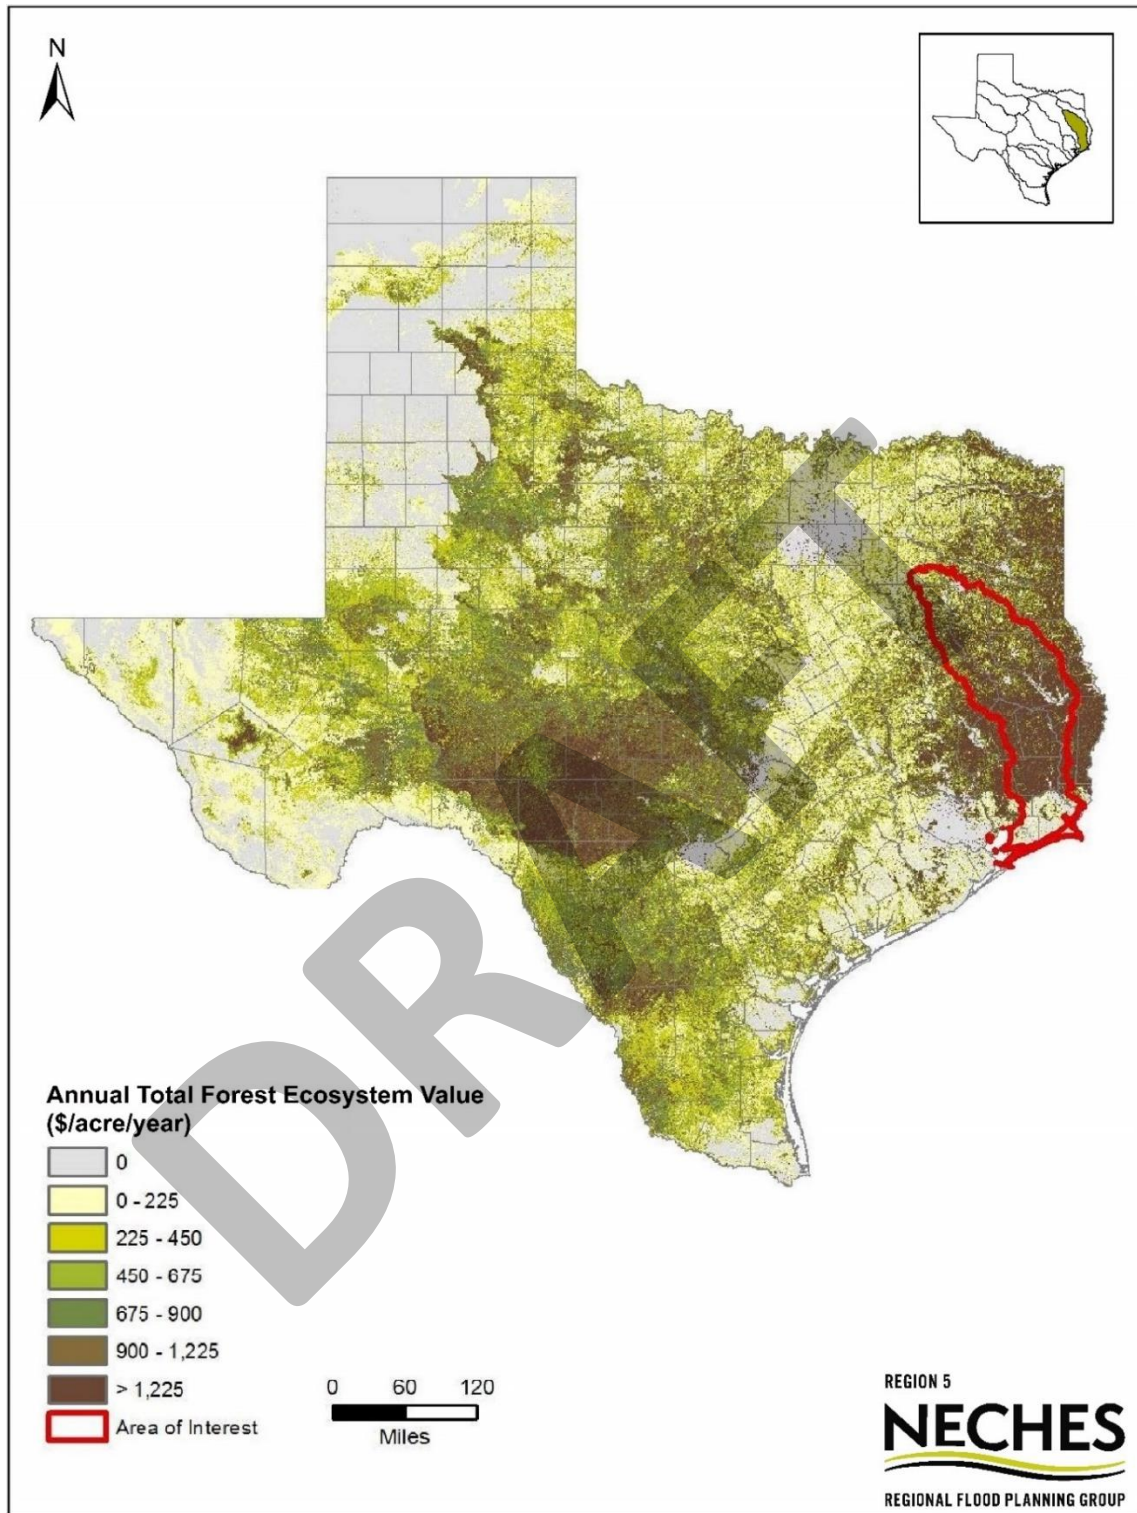 N
DRAFT
Annual Total Forest Ecosystem Value
($/acre/year)
0
0 - 225
225 - 450
450 - 675
675 - 900
900 - 1,225
> 1,225
Area of Interest
0 60 120
Miles
REGION 5
NECHES
REGIONAL FLOOD PLANNING GROUP